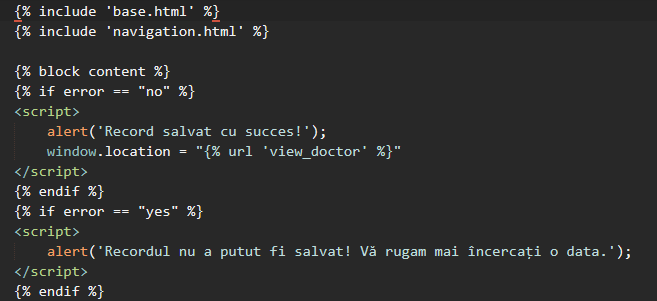 {% include 'base.html' %}
{% include 'navigation.html' %}
{% block content %}
{% if error == "no" %}
<script>
alert('Record salvat cu succes!');
window.location = "{% url 'view_doctor' %}"
</script>
{% endif %}
{% if error == "yes" %}
<script>
alert('Recordul nu a putut fi salvat! Vă rugam mai încercați o data.');
</script>
{% endif %}